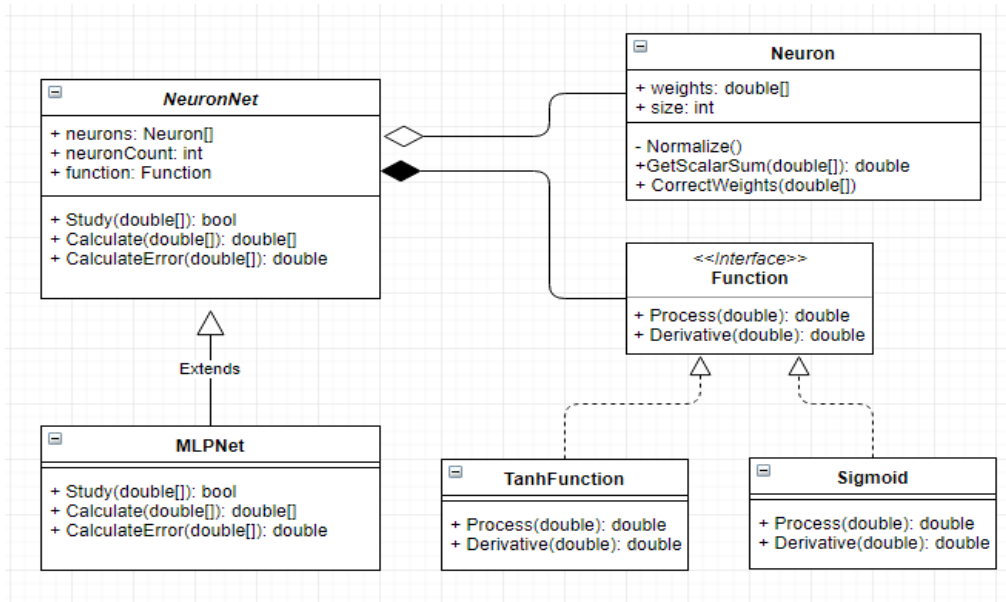 NeuronNet
+ neurons: Neuron[]
+ neuronCount: int
+ function: Function
+ Study(double[]): bool
+ Calculate(double[]): double[]
+ CalculateError(double[]): double
Neuron
+ weights: double[]
+ size: int
- Normalize()
+GetScalarSum(double[]): double
+ CorrectWeights(double[])
<<Interface>>
Function
+ Process(double): double
+ Derivative(double): double
Extends
MLPNet
+ Study(double[]): bool
+ Calculate(double[]): double[]
+ CalculateError(double[]): double
TanhFunction
+ Process(double): double
+ Derivative(double): double
Sigmoid
+ Process(double): double
+ Derivative(double): double